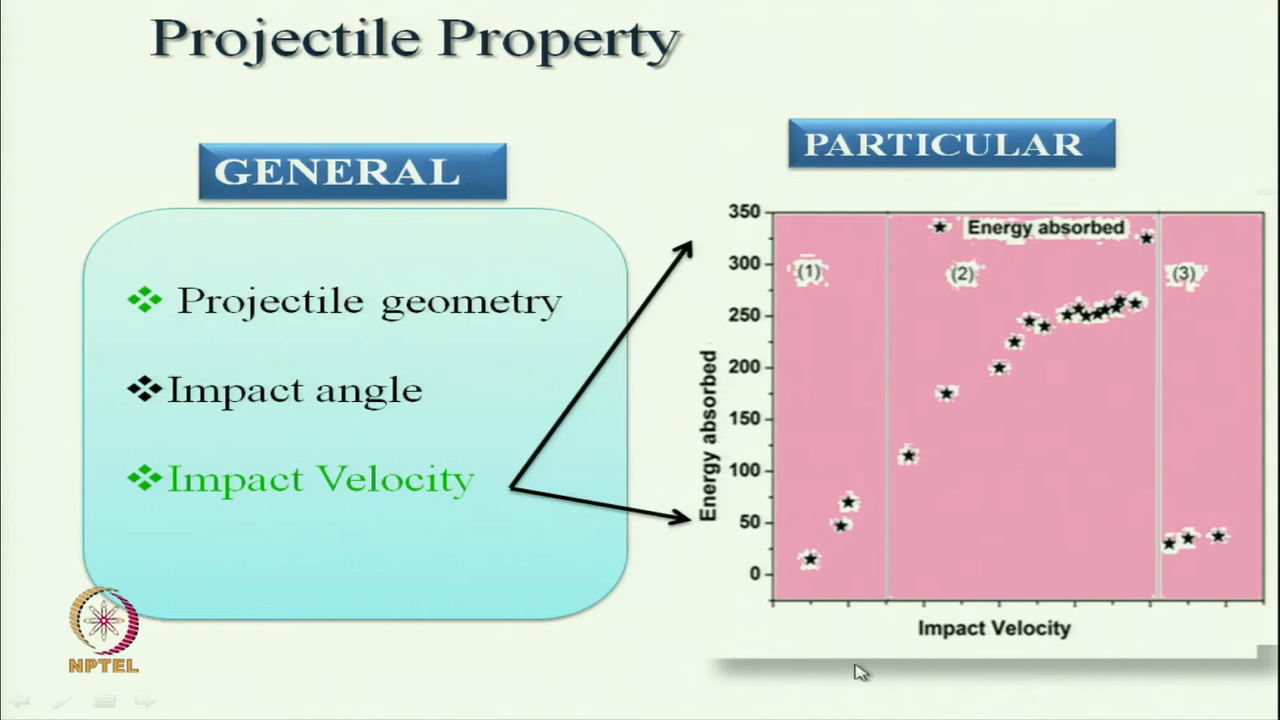 Projectile Property
GENERAL
Projectile geometry
Impact angle
Impact Velocity
PARTICULAR
350
300
250
200
150
100
50
0
Energy absorbed
Energy absorbed
(1)
(2)
(3)
Impact Velocity
NPTEL